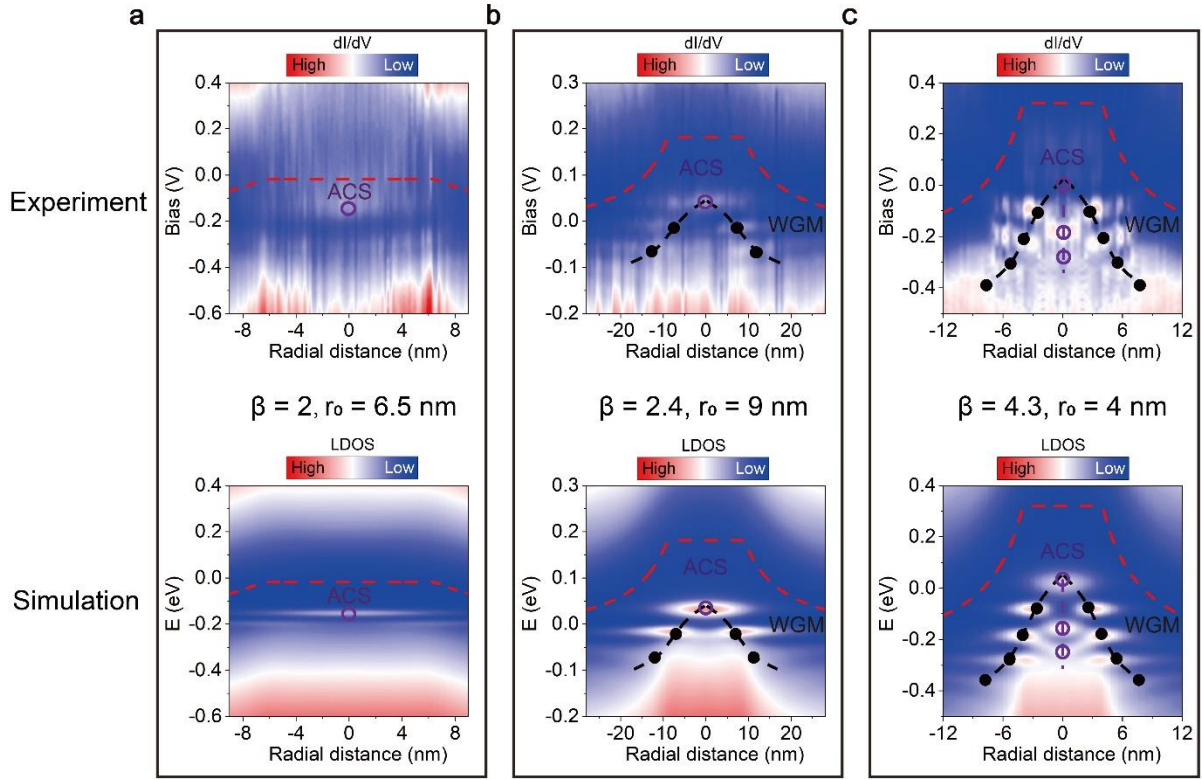 a
dI/dV
High Low
0.4
0.2
0.0
-0.2
-0.4
-0.6
Bias (V)
ACS
-8 -4 0 4 8
Radial distance (nm)
b
dI/dV
High Low
0.3
0.2
0.1
0.0
-0.1
-0.2
Bias (V)
ACS
WGM
-20 -10 0 10 20
Radial distance (nm)
c
dI/dV
High Low
0.4
0.2
0.0
-0.2
-0.4
Bias (V)
ACS
WGM
-12 -6 0 6 12
Radial distance (nm)
Experiment
β = 2, r₀ = 6.5 nm
β = 2.4, r₀ = 9 nm
β = 4.3, r₀ = 4 nm
Simulation
LDOS
High Low
0.4
0.2
0.0
-0.2
-0.4
-0.6
E (eV)
ACS
-8 -4 0 4 8
Radial distance (nm)
LDOS
High Low
0.3
0.2
0.1
0.0
-0.1
-0.2
E (eV)
ACS
WGM
-20 -10 0 10 20
Radial distance (nm)
LDOS
High Low
0.4
0.2
0.0
-0.2
-0.4
E (eV)
ACS
WGM
-12 -6 0 6 12
Radial distance (nm)